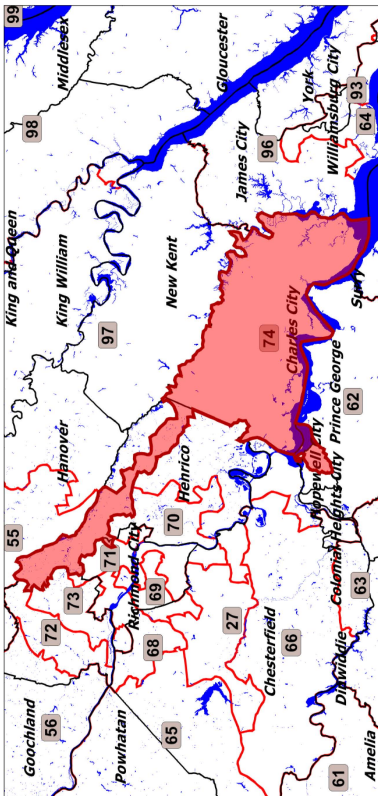 55
King and Queen
99
Goochland
98
56
72
Hanover
King William
Middlesex
73
71
97
Powhatan
Richmond City
68
69
65
70
New Kent
Henrico
Gloucester
27
James City
Chesterfield
74
96
66
Charles City
York
Hopewell City
61
Dinwiddie
Colonial Heights City
Prince George
Williamsburg City
62
Surry
93
63
64
Amelia